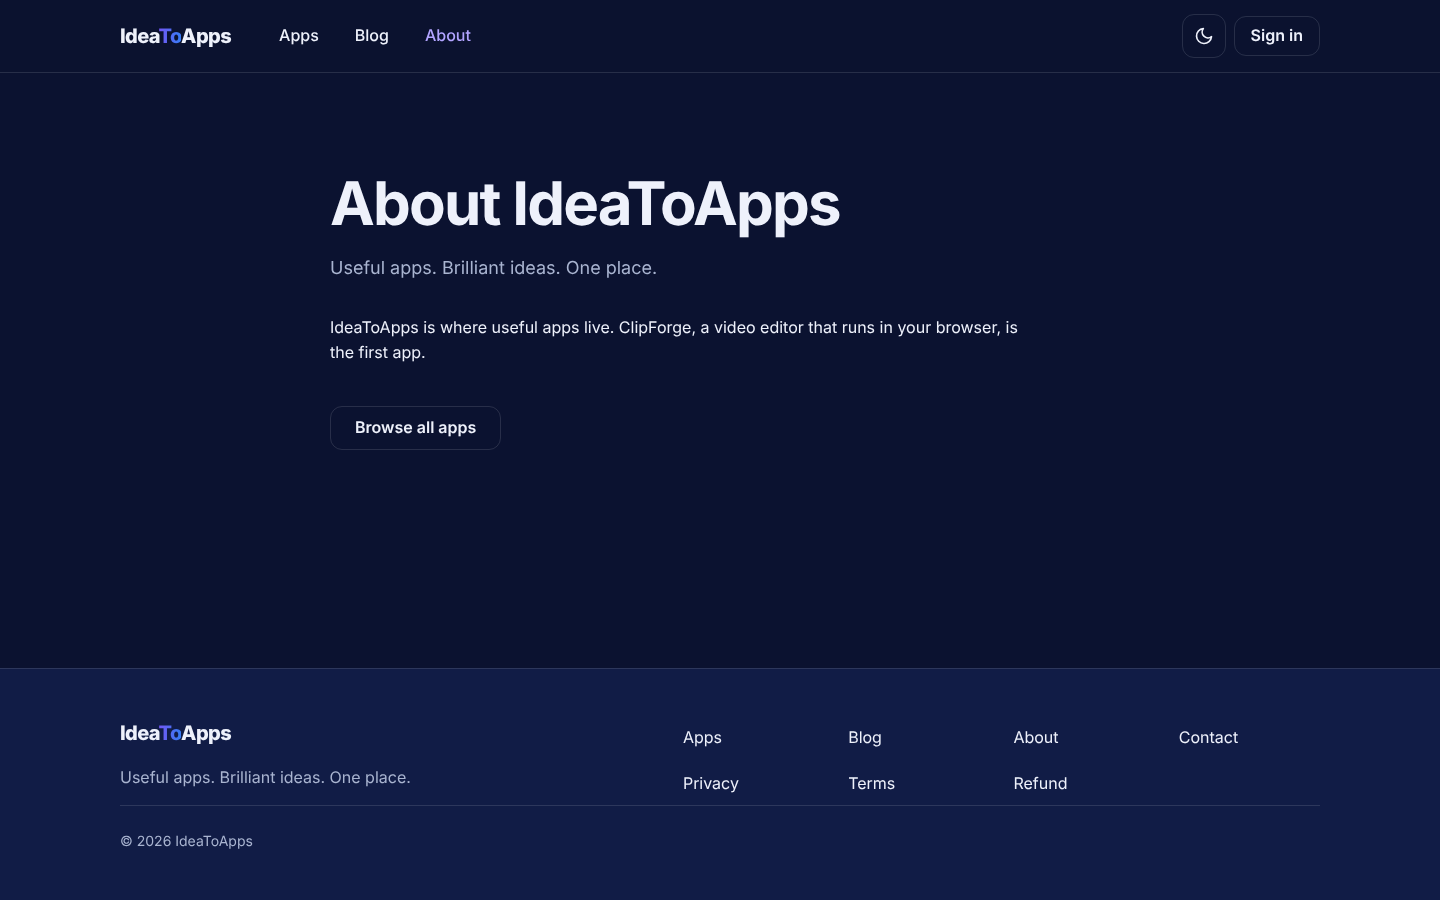 IdeaToApps
Apps
Blog
About
Sign in
About IdeaToApps
Useful apps. Brilliant ideas. One place.
IdeaToApps is where useful apps live. ClipForge, a video editor that runs in your browser, is
the first app.
Browse all apps
IdeaToApps
Useful apps. Brilliant ideas. One place.
Apps
Blog
About
Contact
Privacy
Terms
Refund
© 2026 IdeaToApps